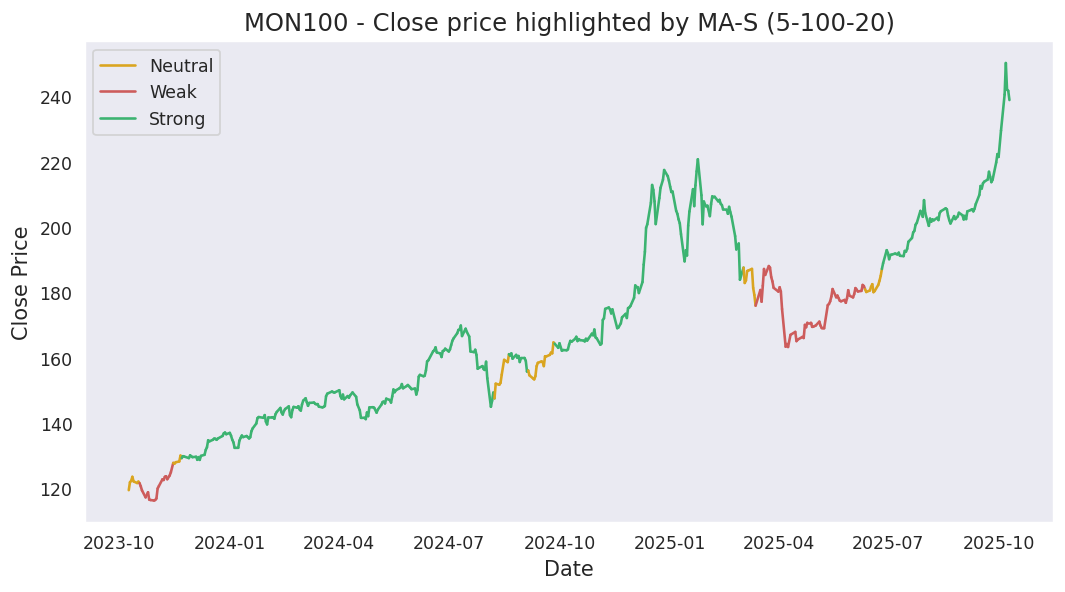 MON100 - Close price highlighted by MA-S (5-100-20)
Neutral
Weak
Strong
Close Price
240
220
200
180
160
140
120
2023-10 2024-01 2024-04 2024-07 2024-10 2025-01 2025-04 2025-07 2025-10
Date